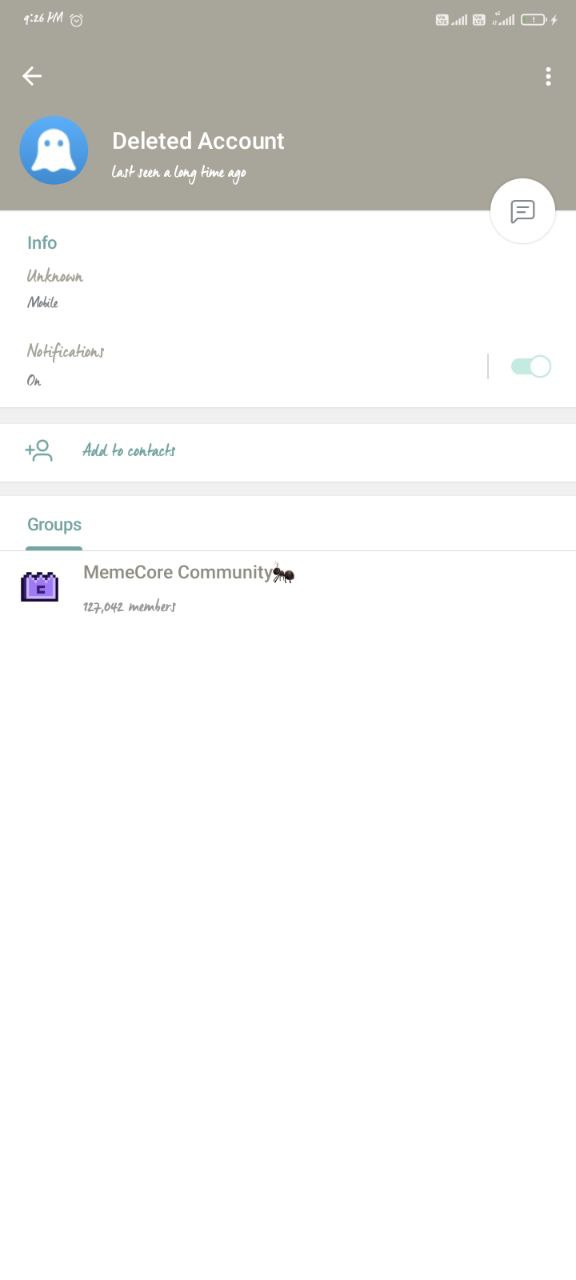 9:26 PM
Deleted Account
Last seen a long time ago
Info
Unknown
Mobile
Notifications
On
Add to contacts
Groups
MemeCore Community🐜
127,042 members